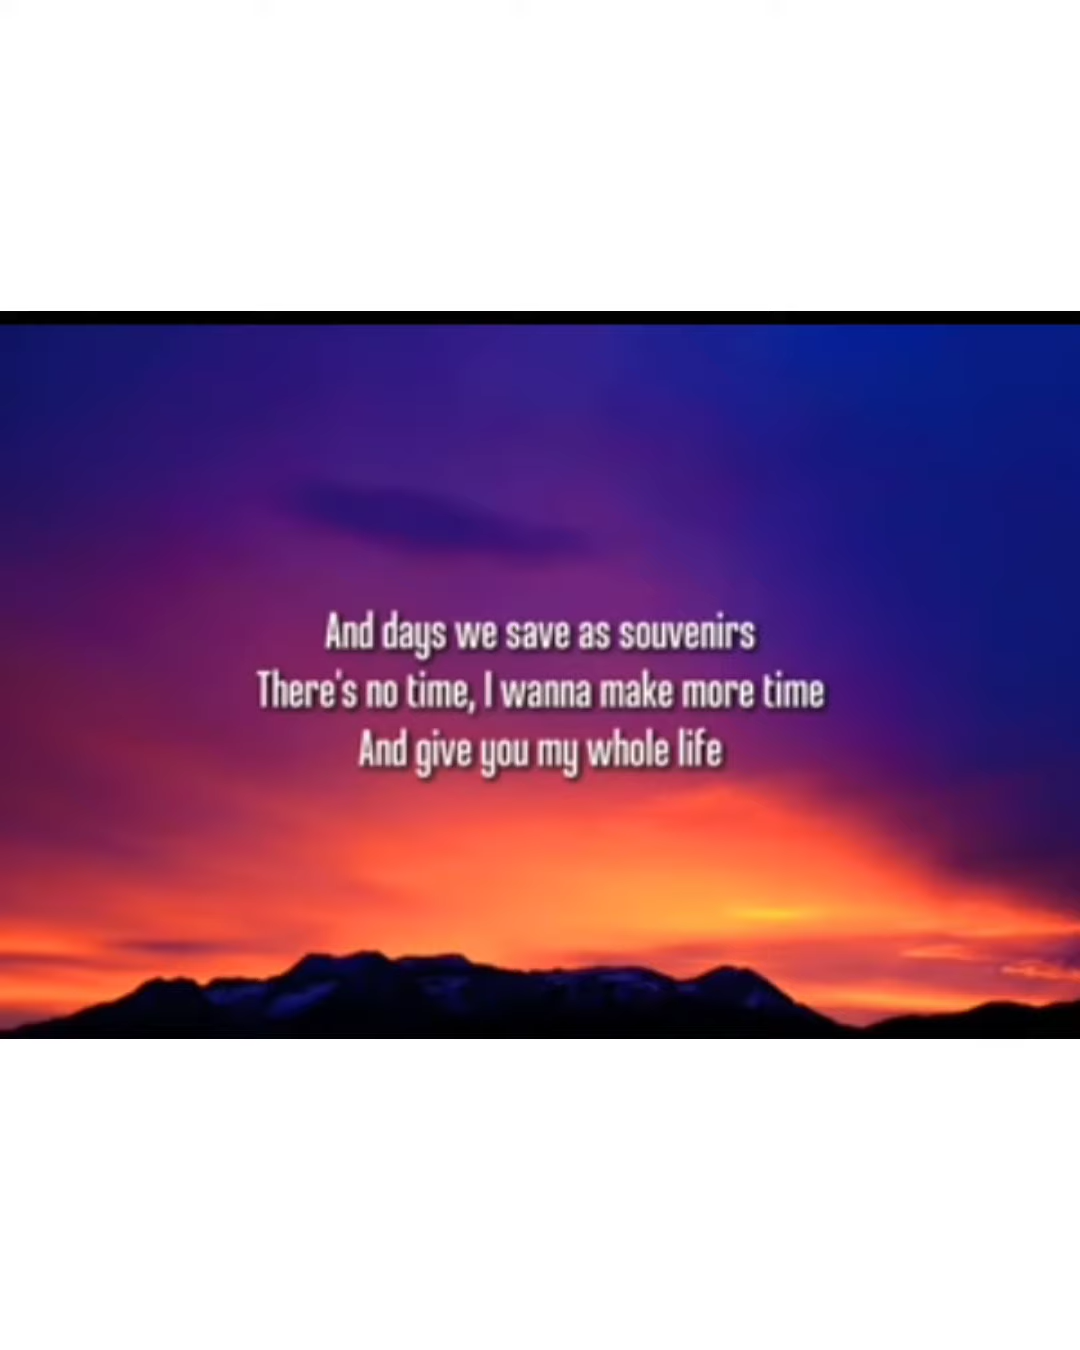 And days we save as souvenirs
There's no time, I wanna make more time
And give you my whole life